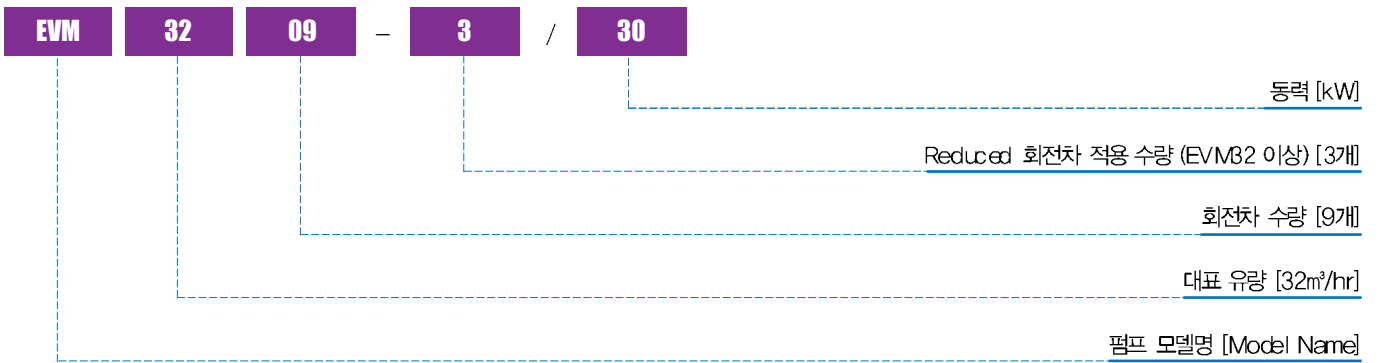 EVM 32 09 – 3 / 30
동력 [kW]
Reduced 회전차 적용 수량 (EVM32 이상) [3개]
회전차 수량 [9개]
대표 유량 [32m³/hr]
펌프 모델명 [Model Name]